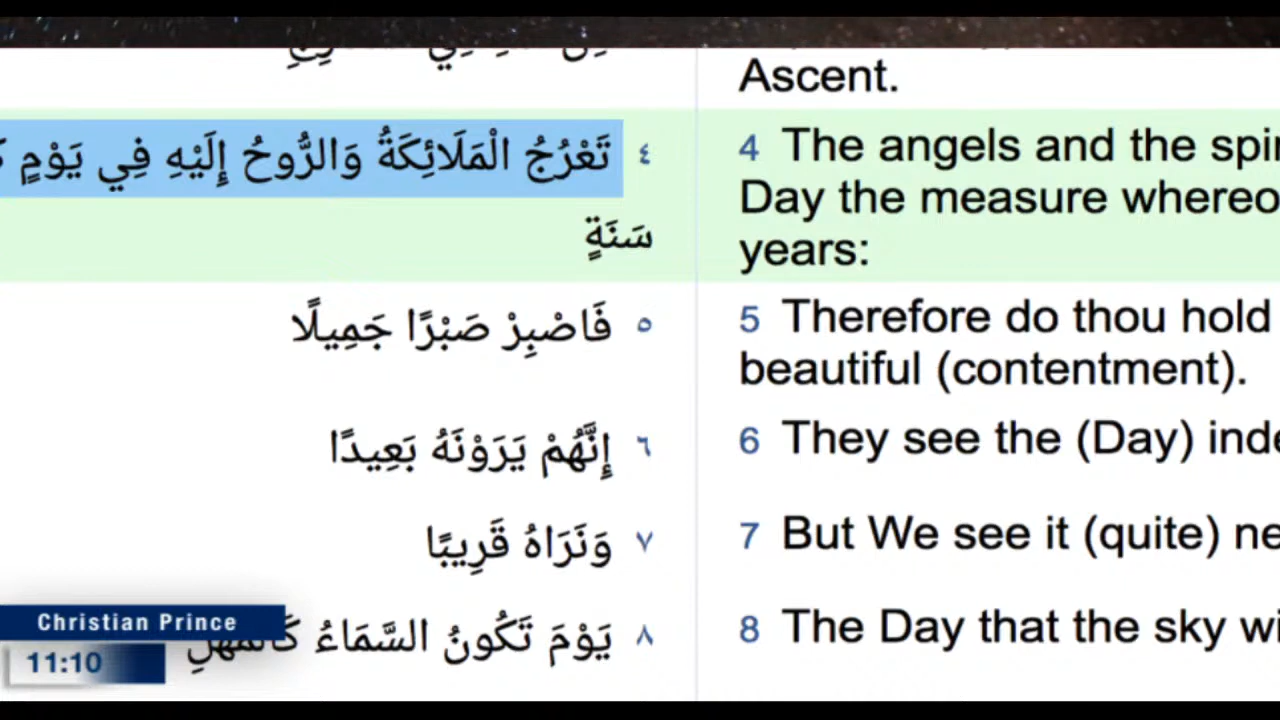 Ascent.
٤ تَعْرُجُ الْمَلَائِكَةُ وَالرُّوحُ إِلَيْهِ فِي يَوْمٍ
سَنَةٍ
4 The angels and the spir
Day the measure whereo
years:
٥ فَاصْبِرْ صَبْرًا جَمِيلًا
5 Therefore do thou hold
beautiful (contentment).
٦ إِنَّهُمْ يَرَوْنَهُ بَعِيدًا
6 They see the (Day) inde
٧ وَنَرَاهُ قَرِيبًا
7 But We see it (quite) ne
٨ يَوْمَ تَكُونُ السَّمَاءُ كَالْمُهْلِ
8 The Day that the sky wi
Christian Prince
11:10